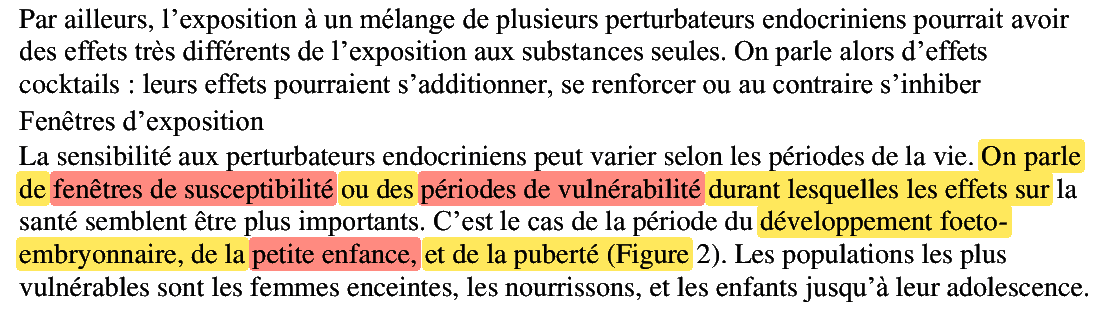 Par ailleurs, l’exposition à un mélange de plusieurs perturbateurs endocriniens pourrait avoir
des effets très différents de l’exposition aux substances seules. On parle alors d’effets
cocktails : leurs effets pourraient s’additionner, se renforcer ou au contraire s’inhiber
Fenêtres d’exposition
La sensibilité aux perturbateurs endocriniens peut varier selon les périodes de la vie. On parle
de fenêtres de susceptibilité ou des périodes de vulnérabilité durant lesquelles les effets sur la
santé semblent être plus importants. C’est le cas de la période du développement foeto-
embryonnaire, de la petite enfance, et de la puberté (Figure 2). Les populations les plus
vulnérables sont les femmes enceintes, les nourrissons, et les enfants jusqu’à leur adolescence.